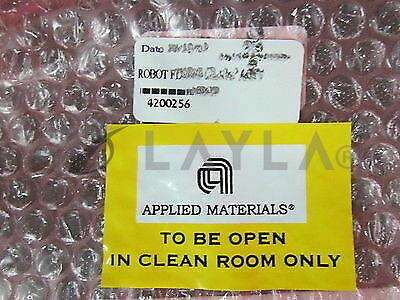 Date
ROBOT
4200256
LAYLA
APPLIED MATERIALS®
TO BE OPEN
IN CLEAN ROOM ONLY